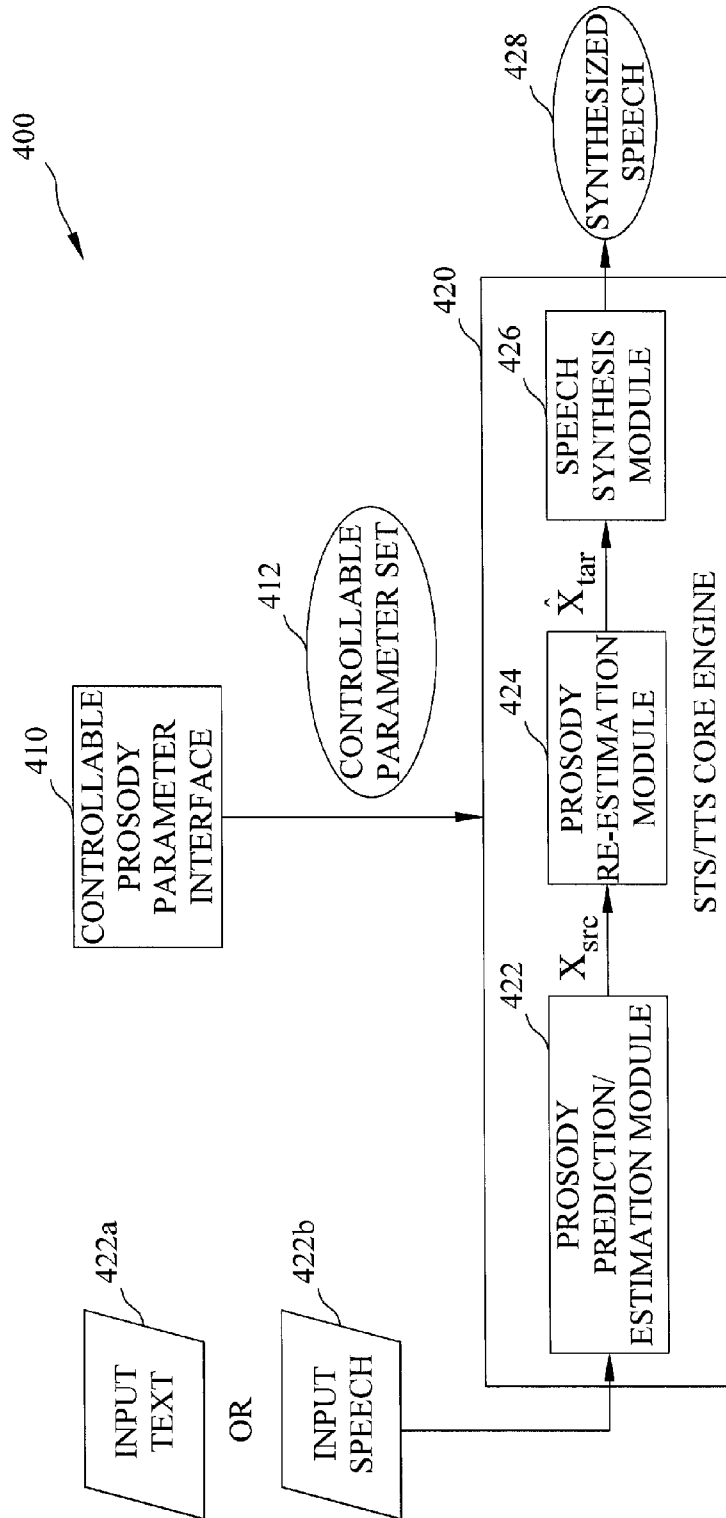 400
422a
INPUT
TEXT
OR
422b
INPUT
SPEECH
410
CONTROLLABLE
PROSODY
PARAMETER
INTERFACE
412
CONTROLLABLE
PARAMETER SET
420
422
PROSODY
PREDICTION/
ESTIMATION MODULE
X_src
424
PROSODY
RE-ESTIMATION
MODULE
X̂_tar
426
SPEECH
SYNTHESIS
MODULE
428
SYNTHESIZED
SPEECH
STS/TTS CORE ENGINE